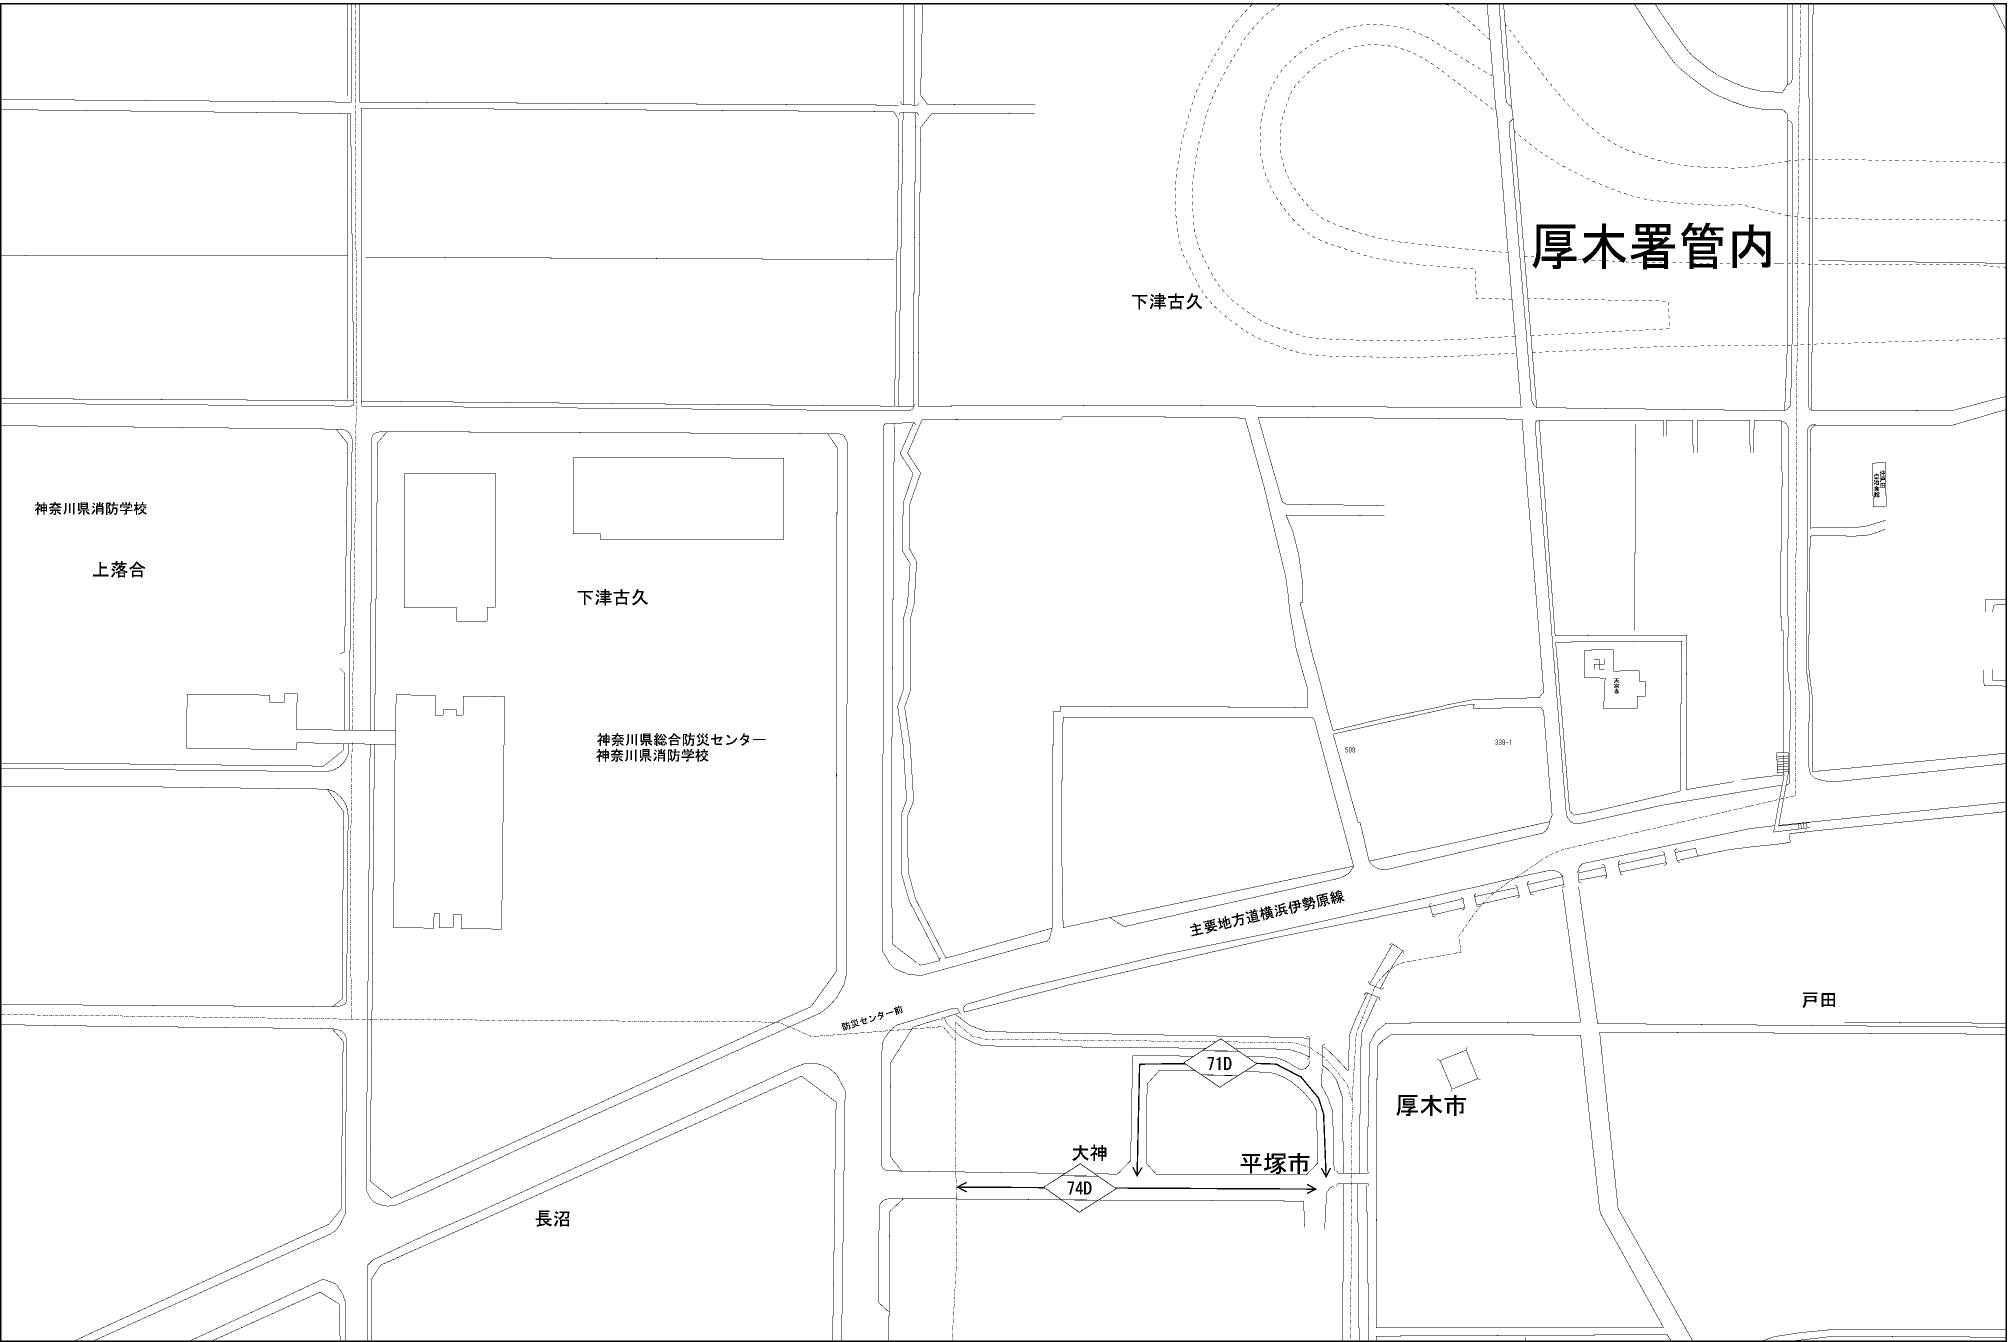 厚木署管内
下津古久
神奈川県消防学校
上落合
下津古久
神奈川県総合防災センター
神奈川県消防学校
509
339-1
主要地方道横浜伊勢原線
防災センター前
戸田
71D
厚木市
大神
平塚市
74D
長沼